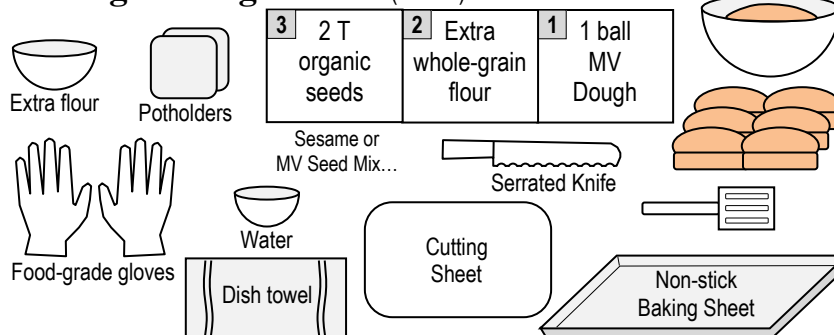 3 2 T
organic
seeds
2 Extra
whole-grain
flour
1 1 ball
MV
Dough
Extra flour
Potholders
Sesame or
MV Seed Mix...
Serrated Knife
Food-grade gloves
Water
Cutting
Sheet
Dish towel
Non-stick
Baking Sheet